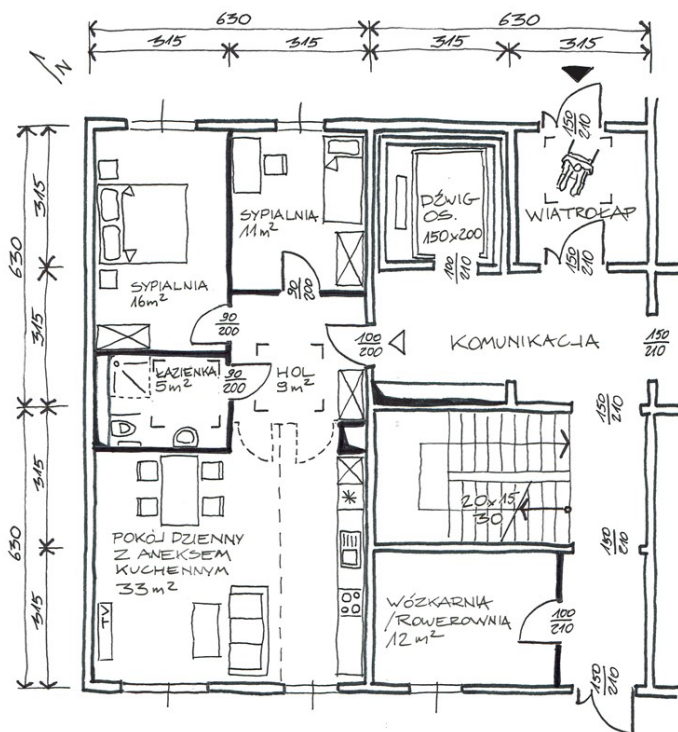 630
630
315
315
315
315
N
150
210
SYPIALNIA
11m²
DŹWIG
OS.
150x200
WIATROŁAP
630
315
315
SYPIALNIA
16m²
90
200
100
210
150
210
90
200
100
200
KOMUNIKACJA
150
210
ŁAZIENKA
5m²
90
200
HOL
9m²
150
210
630
315
315
20x15
30
POKÓJ DZIENNY
Z ANEKSEM
KUCHENNYM
33m²
150
210
TV
WÓZKARNIA
/ROWEROWNIA
12m²
100
210
150
210